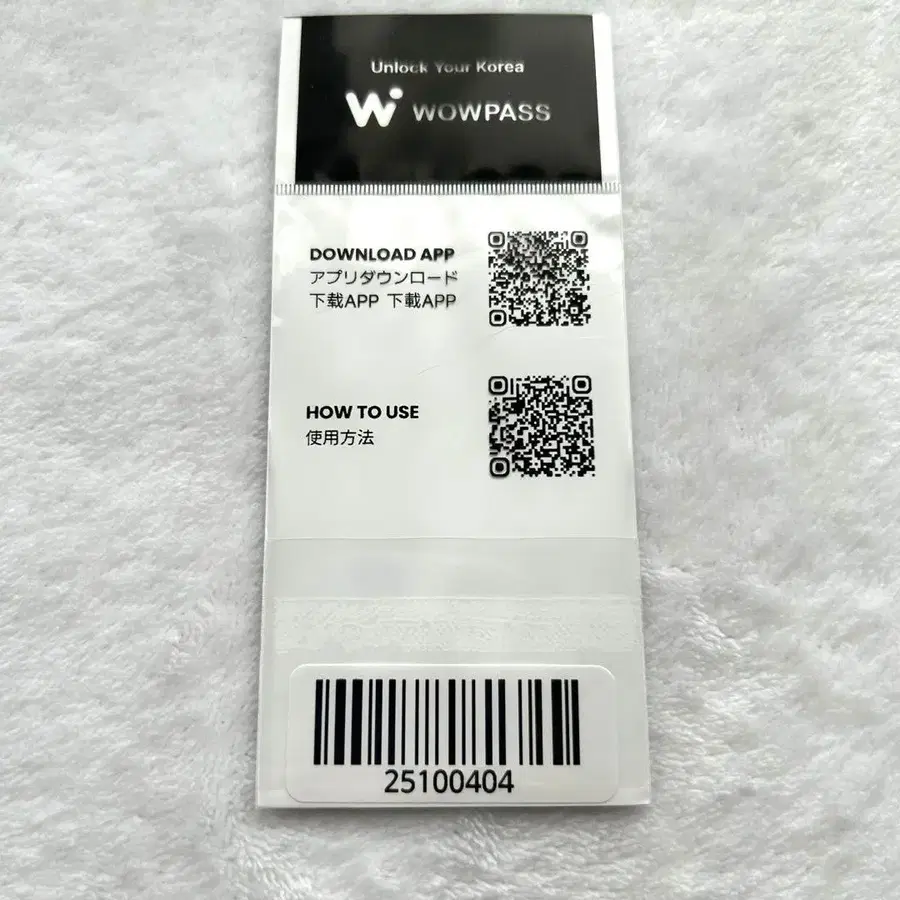 Unlock Your Korea
WOWPASS
DOWNLOAD APP
アプリダウンロード
下载APP 下載APP
HOW TO USE
使用方法
25100404